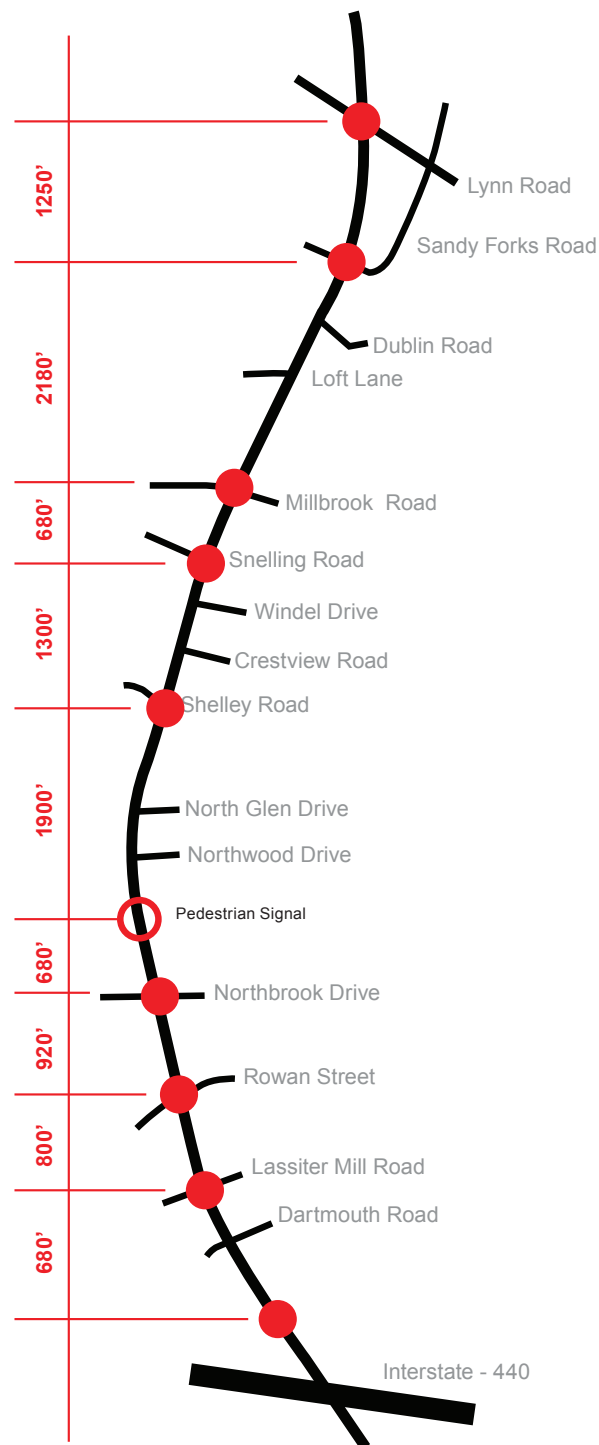 1250’
Lynn Road
Sandy Forks Road
2180’
Dublin Road
Loft Lane
680’
Millbrook Road
Snelling Road
1300’
Windel Drive
Crestview Road
Shelley Road
1900’
North Glen Drive
Northwood Drive
Pedestrian Signal
680’
Northbrook Drive
920’
Rowan Street
800’
Lassiter Mill Road
Dartmouth Road
680’
Interstate - 440